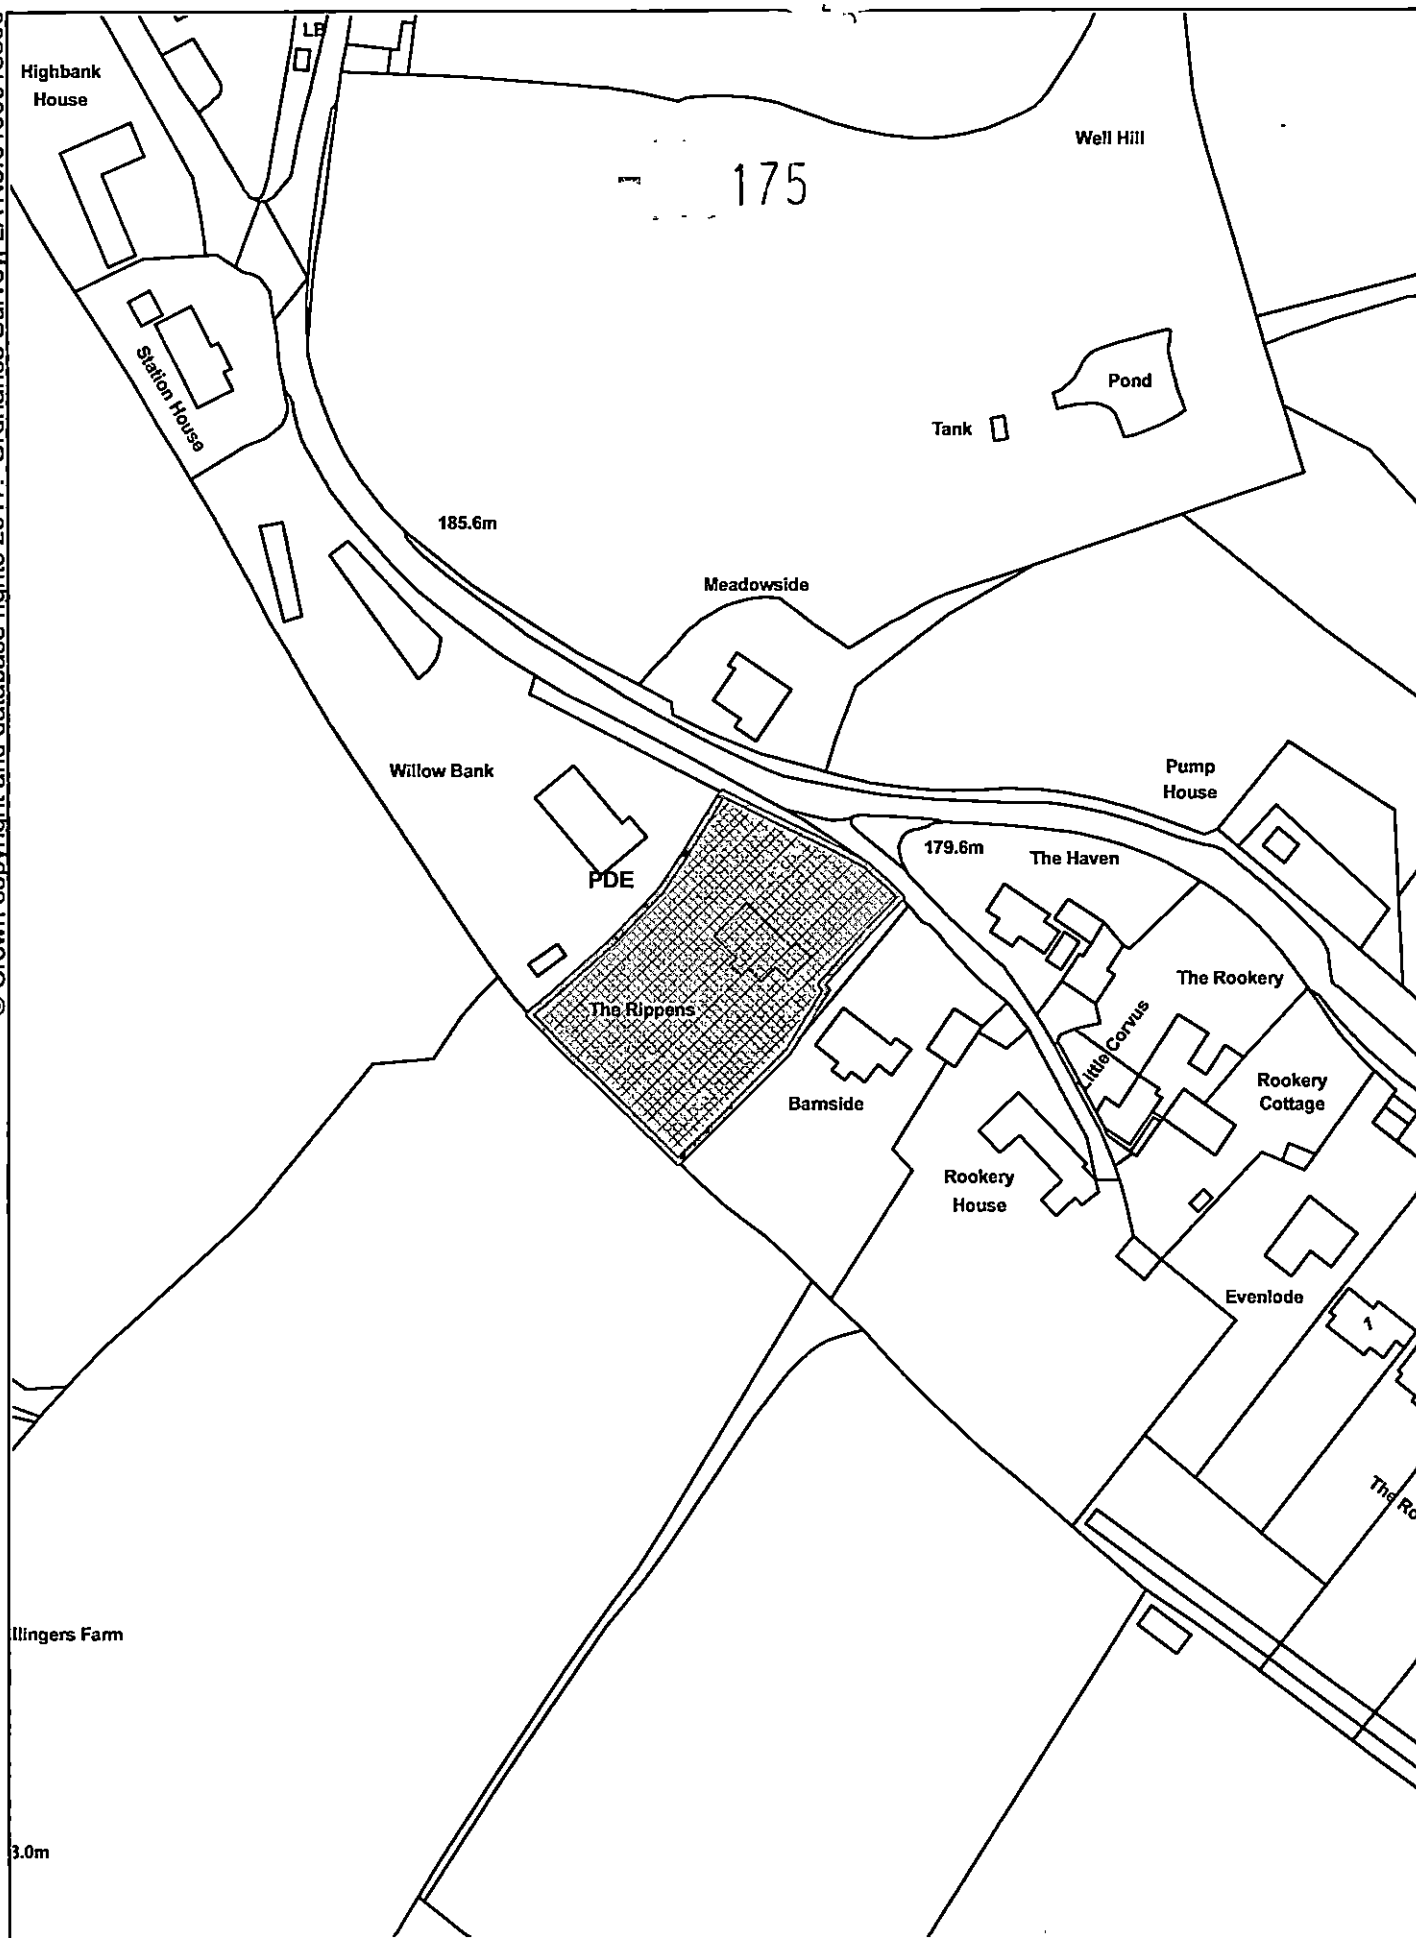 LB
Highbank
House
Well Hill
175
Station House
Pond
Tank
185.6m
Meadowside
Willow Bank
Pump
House
179.6m
The Haven
PDE
The Rookery
The Rippens
Little Corvus
Rookery
Cottage
Barnside
Rookery
House
Evenlode
1
The Ro
llingers Farm
3.0m